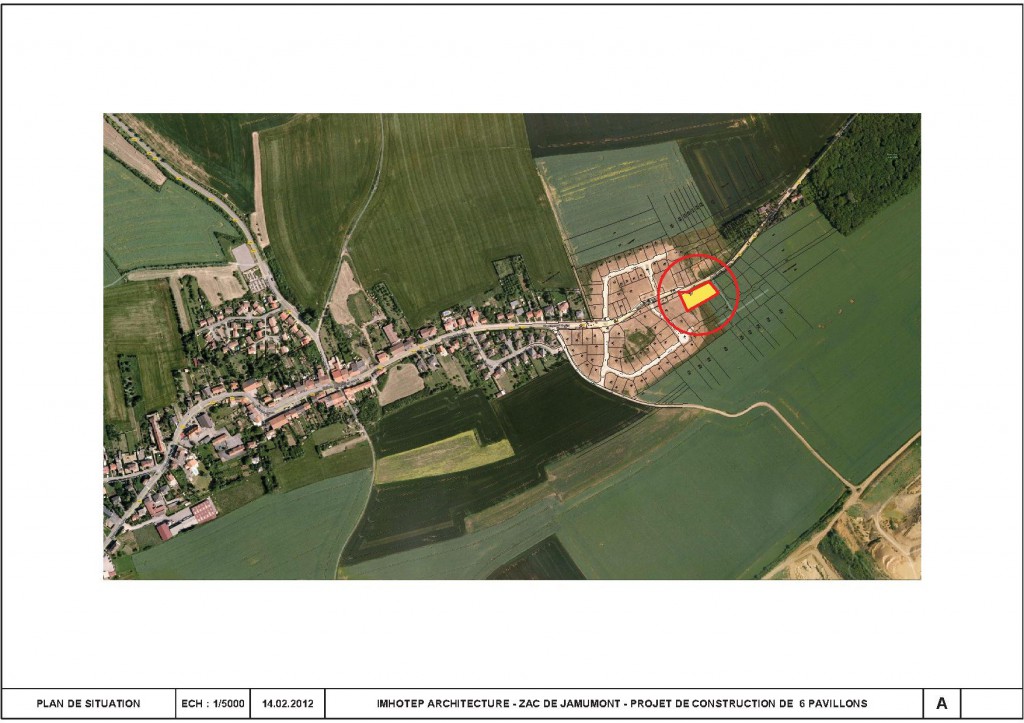 PLAN DE SITUATION
ECH : 1/5000
14.02.2012
IMHOTEP ARCHITECTURE - ZAC DE JAMUMONT - PROJET DE CONSTRUCTION DE 6 PAVILLONS
A